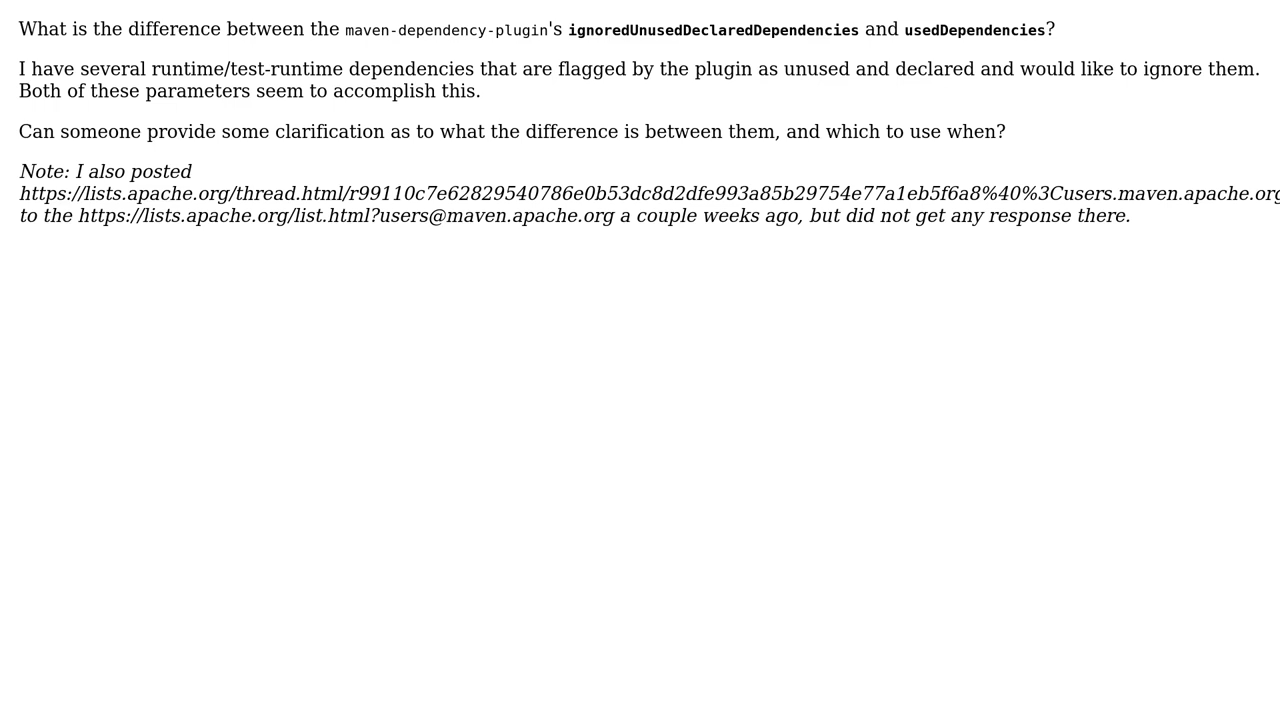 What is the difference between the maven-dependency-plugin's ignoredUnusedDeclaredDependencies and usedDependencies?
I have several runtime/test-runtime dependencies that are flagged by the plugin as unused and declared and would like to ignore them.
Both of these parameters seem to accomplish this.
Can someone provide some clarification as to what the difference is between them, and which to use when?
Note: I also posted
https://lists.apache.org/thread.html/r99110c7e62829540786e0b53dc8d2dfe993a85b29754e77a1eb5f6a8%40%3Cusers.maven.apache.org
to the https://lists.apache.org/list.html?users@maven.apache.org a couple weeks ago, but did not get any response there.